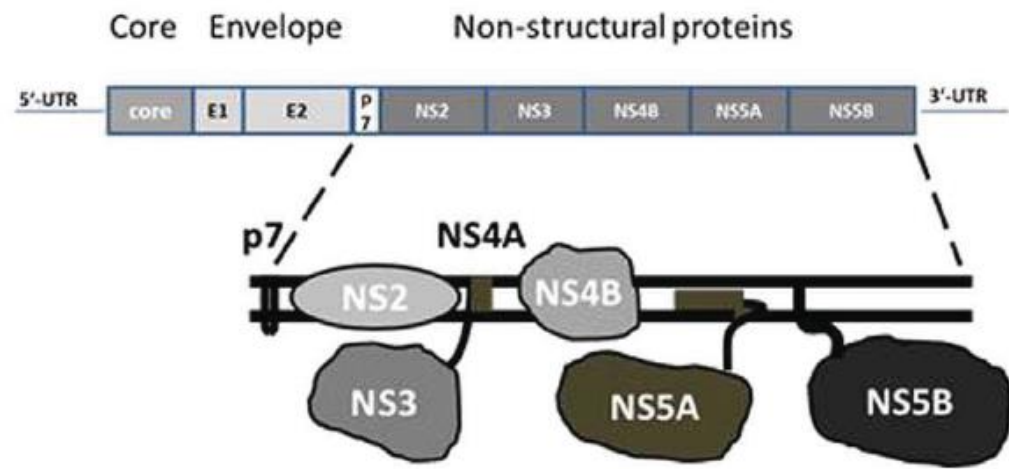 Core Envelope Non-structural proteins
5'-UTR core E1 E2 P7 NS2 NS3 NS4B NS5A NS5B 3'-UTR
p7 NS4A
NS2 NS4B
NS3 NS5A NS5B